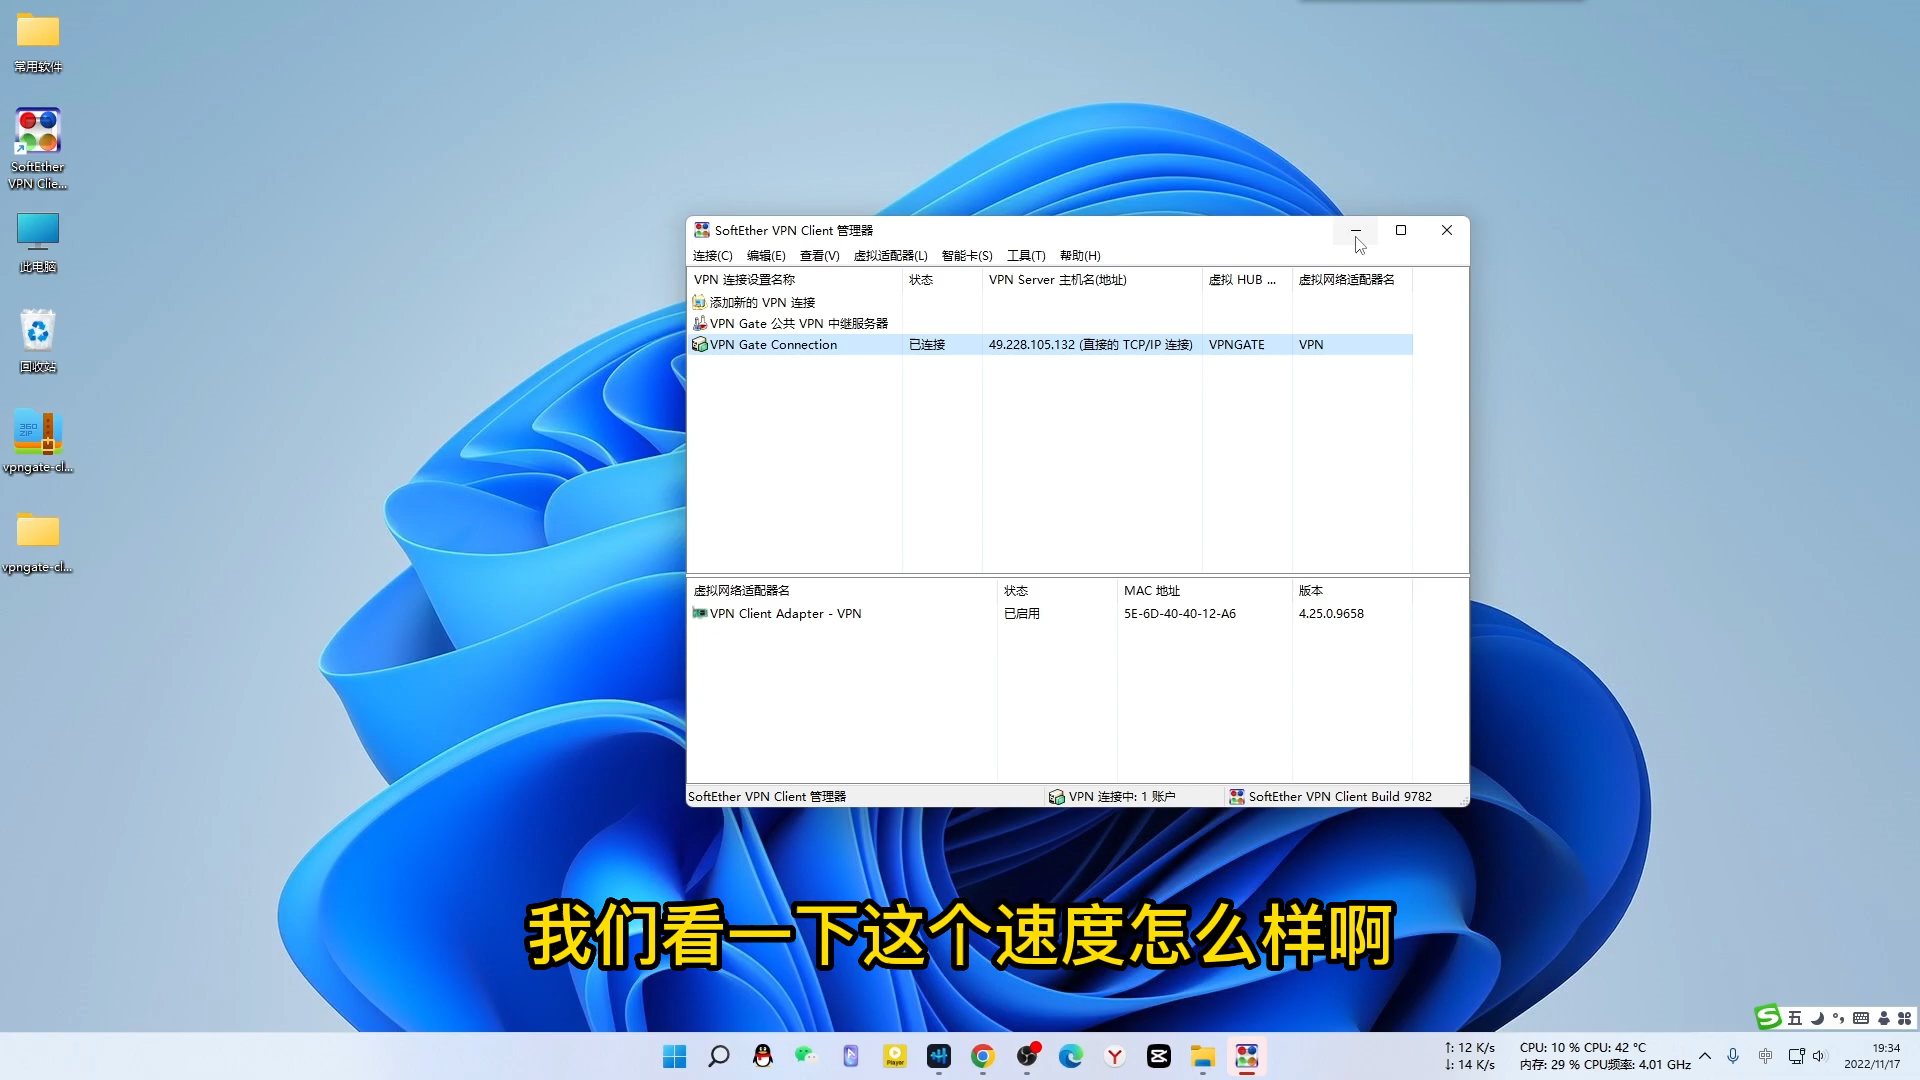 常用软件
SoftEther
VPN Clie...
此电脑
回收站
360
ZIP
vpngate-cl...
vpngate-cl...
SoftEther VPN Client 管理器
连接(C) 编辑(E) 查看(V) 虚拟适配器(L) 智能卡(S) 工具(T) 帮助(H)
VPN 连接设置名称 状态 VPN Server 主机名(地址) 虚拟 HUB ... 虚拟网络适配器名
添加新的 VPN 连接
VPN Gate 公共 VPN 中继服务器
VPN Gate Connection 已连接 49.228.105.132 (直接的 TCP/IP 连接) VPNGATE VPN
虚拟网络适配器名 状态 MAC 地址 版本
VPN Client Adapter - VPN 已启用 5E-6D-40-40-12-A6 4.25.0.9658
SoftEther VPN Client 管理器 VPN 连接中: 1 账户 SoftEther VPN Client Build 9782
我们看一下这个速度怎么样啊
五
Player
↑: 12 K/s CPU: 10 % CPU: 42 °C
↓: 14 K/s 内存: 29 % CPU频率: 4.01 GHz
中
19:34
2022/11/17